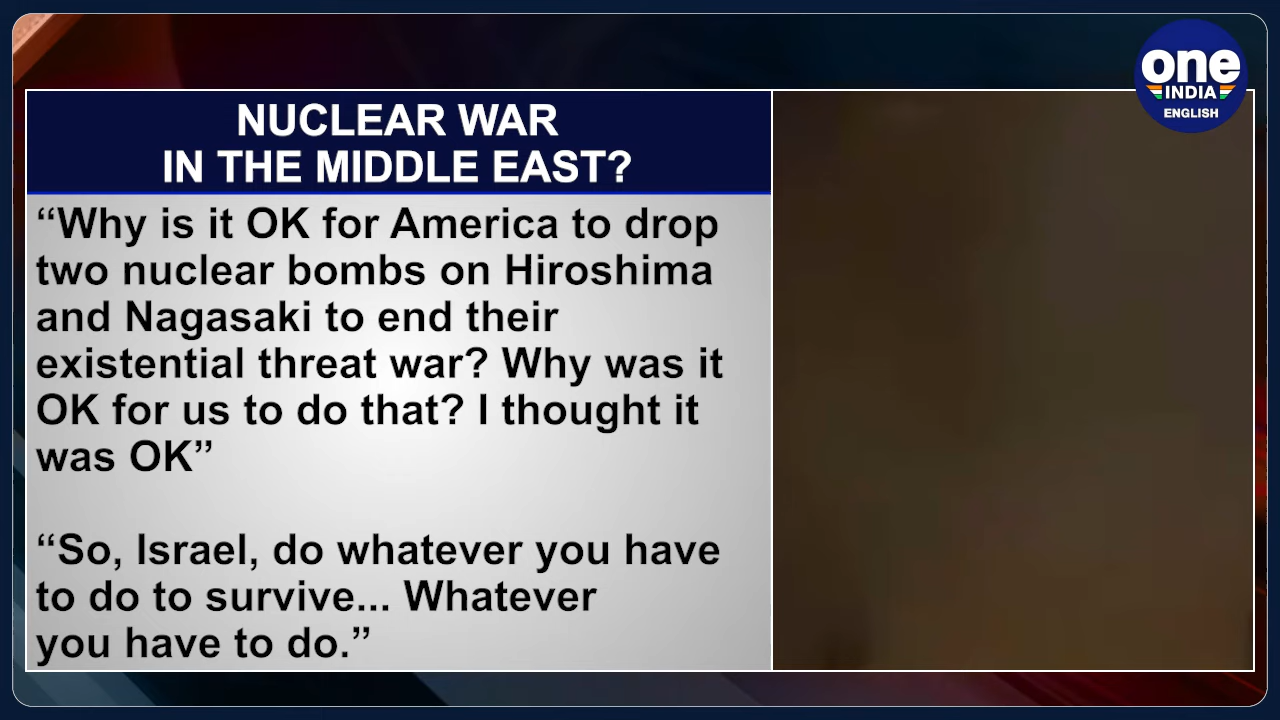 one
INDIA
ENGLISH
NUCLEAR WAR
IN THE MIDDLE EAST?
“Why is it OK for America to drop
two nuclear bombs on Hiroshima
and Nagasaki to end their
existential threat war? Why was it
OK for us to do that? I thought it
was OK”
“So, Israel, do whatever you have
to do to survive... Whatever
you have to do.”